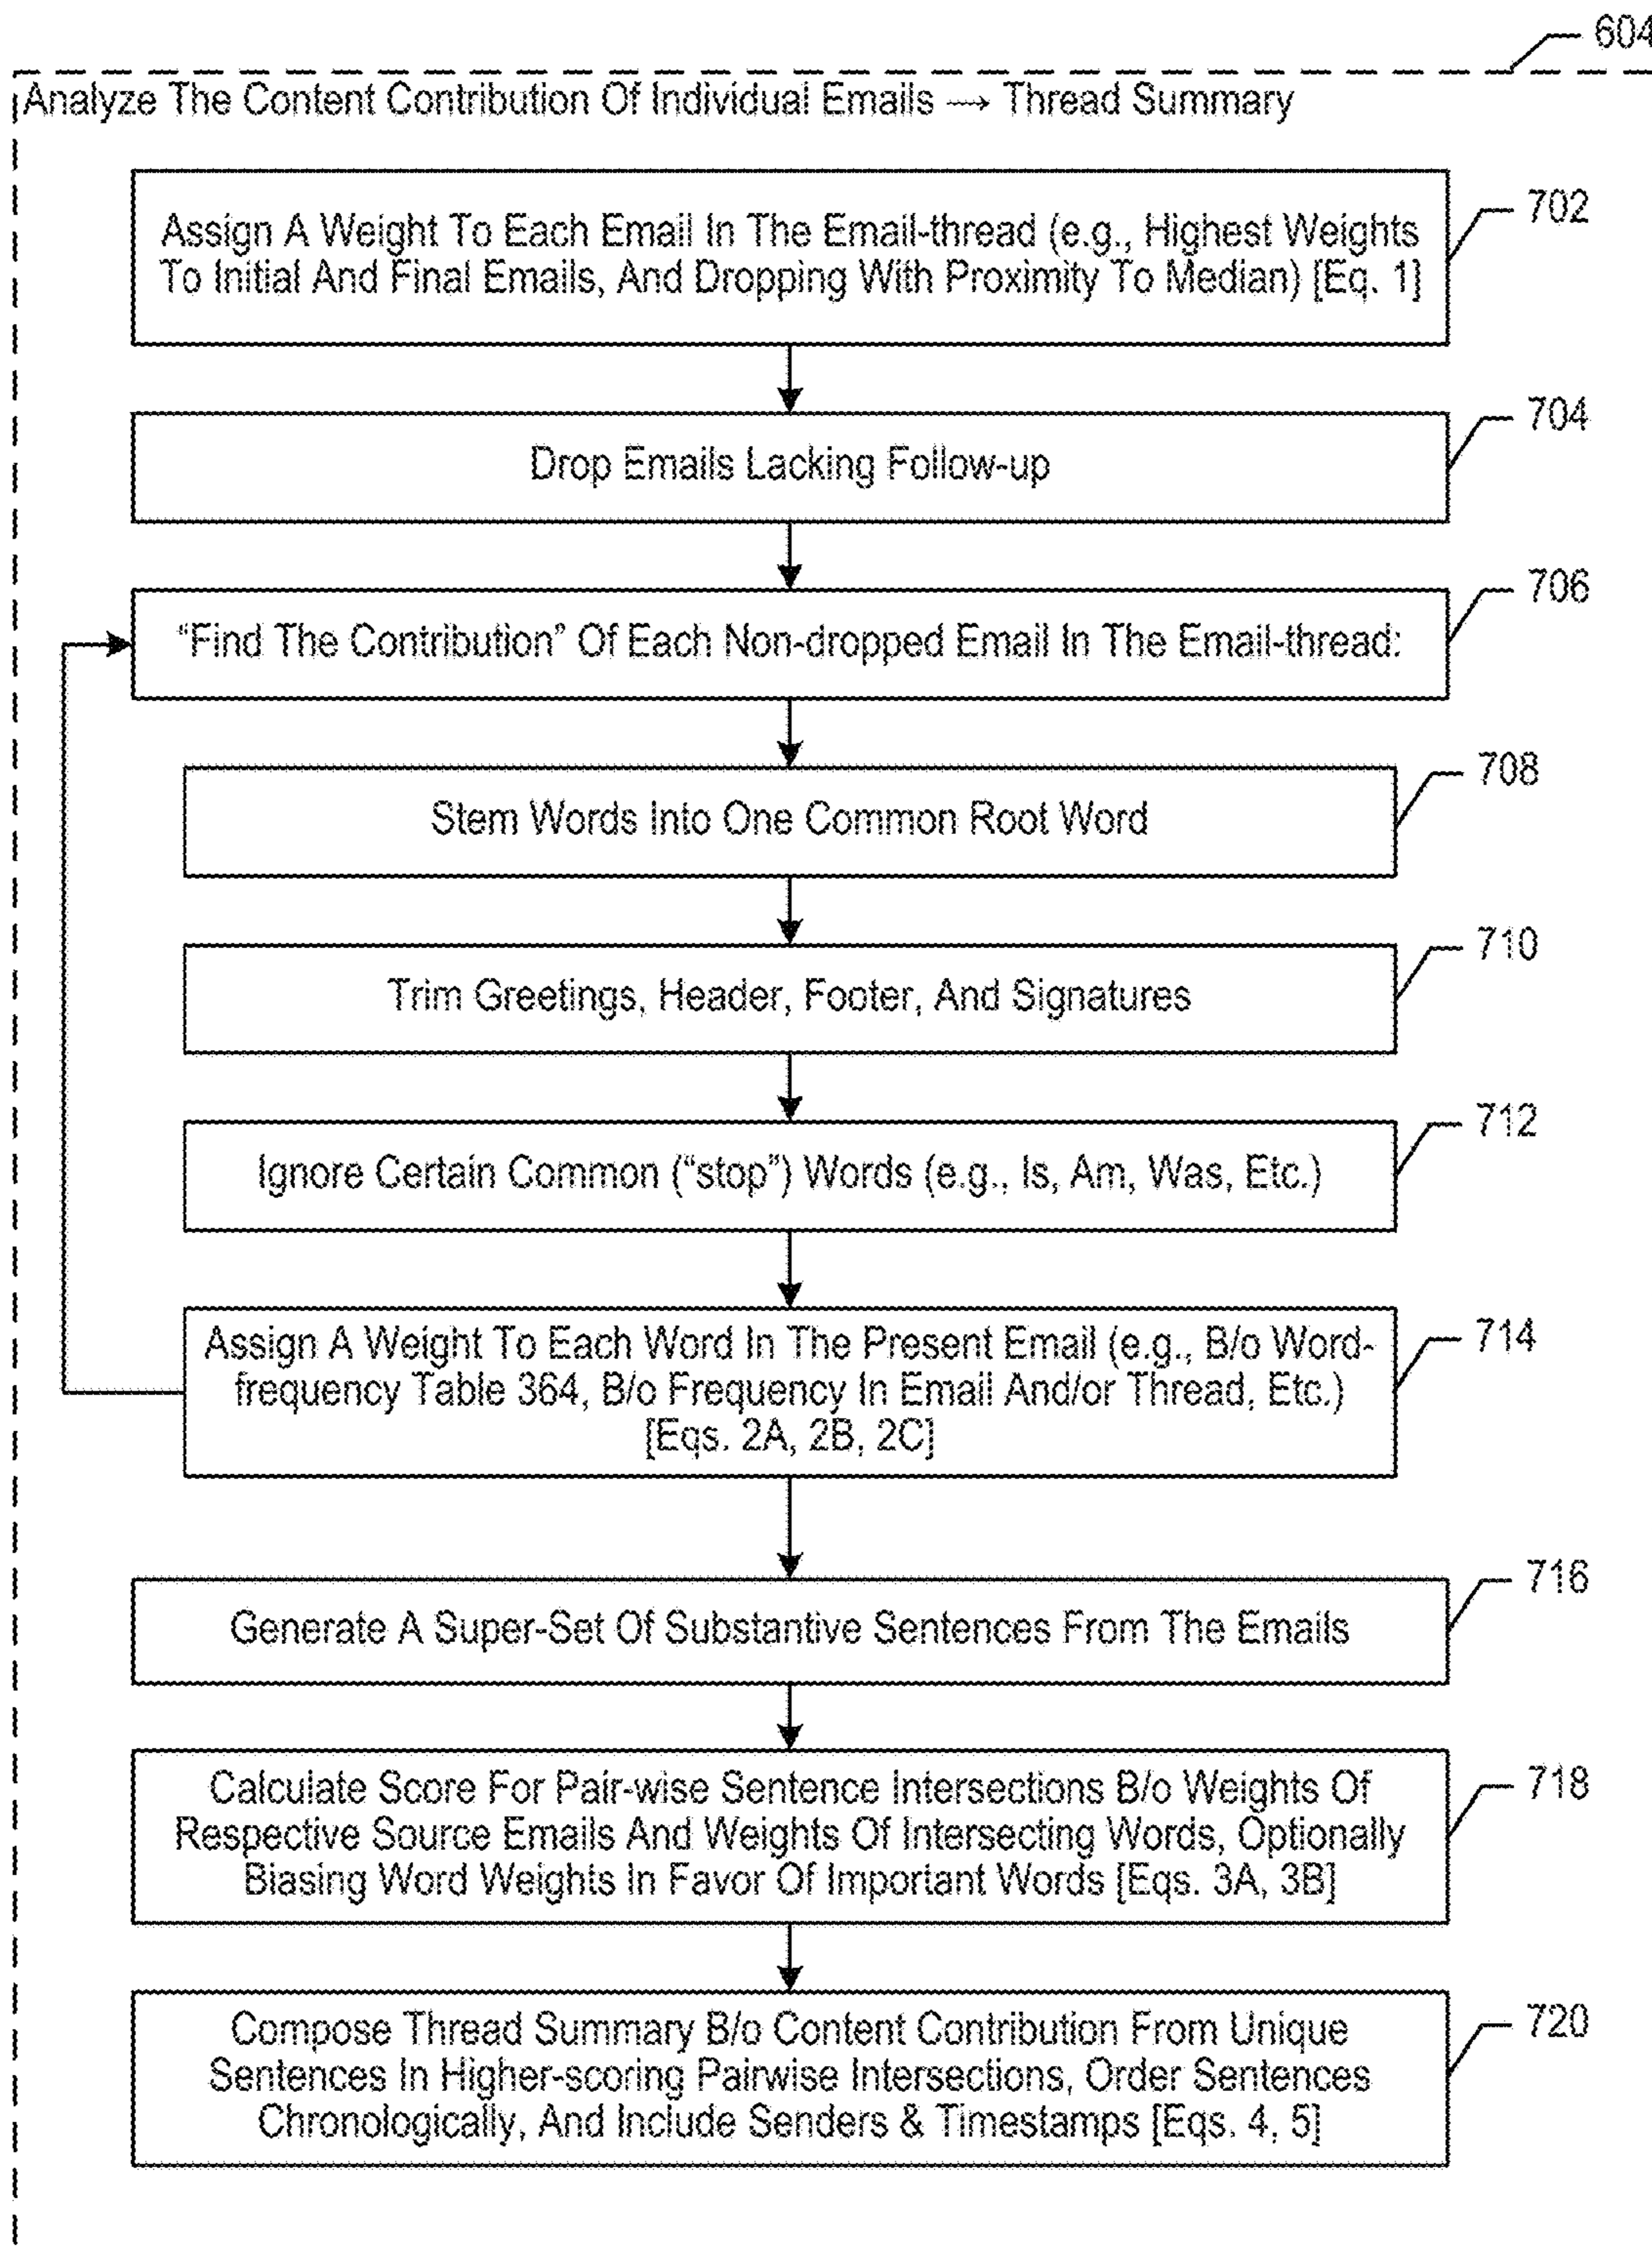 604
Analyze The Content Contribution Of Individual Emails → Thread Summary
Assign A Weight To Each Email In The Email-thread (e.g., Highest Weights
To Initial And Final Emails, And Dropping With Proximity To Median) [Eq. 1]
702
Drop Emails Lacking Follow-up
704
“Find The Contribution” Of Each Non-dropped Email In The Email-thread:
706
Stem Words Into One Common Root Word
708
Trim Greetings, Header, Footer, And Signatures
710
Ignore Certain Common (“stop”) Words (e.g., Is, Am, Was, Etc.)
712
Assign A Weight To Each Word In The Present Email (e.g., B/o Word-
frequency Table 364, B/o Frequency In Email And/or Thread, Etc.)
[Eqs. 2A, 2B, 2C]
714
Generate A Super-Set Of Substantive Sentences From The Emails
716
Calculate Score For Pair-wise Sentence Intersections B/o Weights Of
Respective Source Emails And Weights Of Intersecting Words, Optionally
Biasing Word Weights In Favor Of Important Words [Eqs. 3A, 3B]
718
Compose Thread Summary B/o Content Contribution From Unique
Sentences In Higher-scoring Pairwise Intersections, Order Sentences
Chronologically, And Include Senders & Timestamps [Eqs. 4, 5]
720